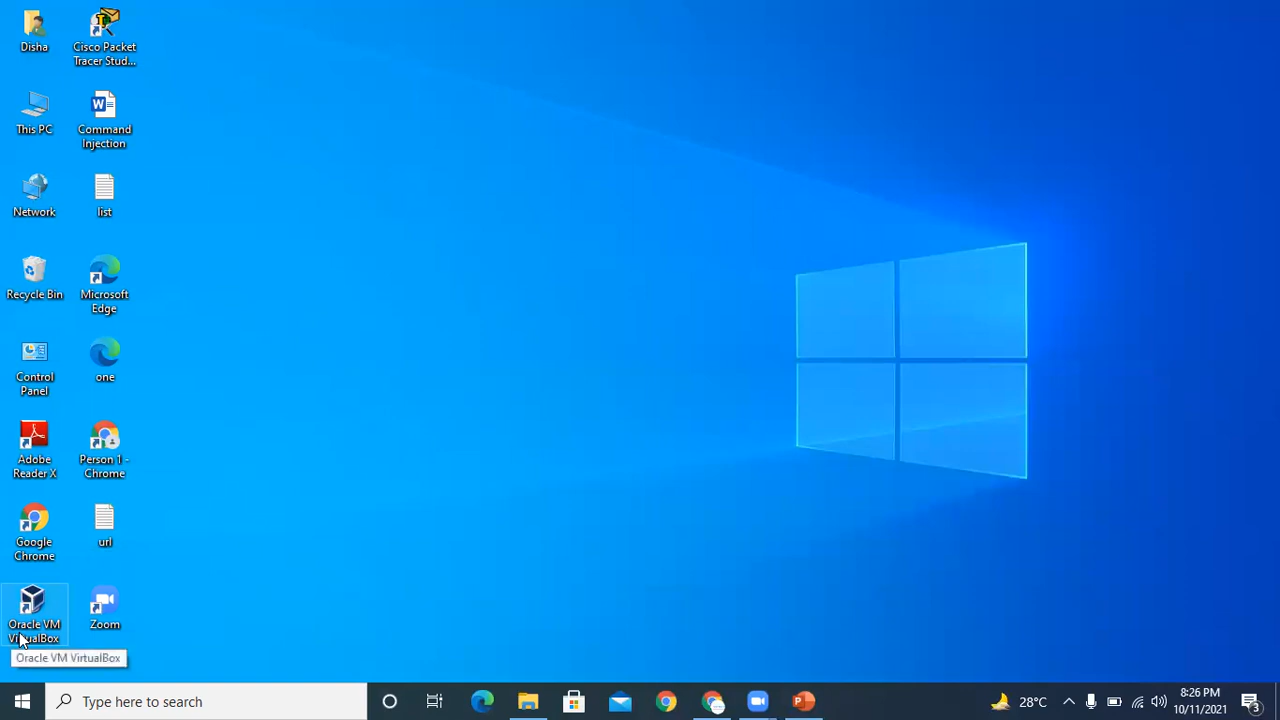 Disha
Cisco Packet
Tracer Stud...
This PC
Command
Injection
Network
list
Recycle Bin
Microsoft
Edge
Control
Panel
one
Adobe
Reader X
Person 1 -
Chrome
Google
Chrome
url
Oracle VM
VirtualBox
Zoom
Oracle VM VirtualBox
Type here to search
28°C
8:26 PM
10/11/2021
3